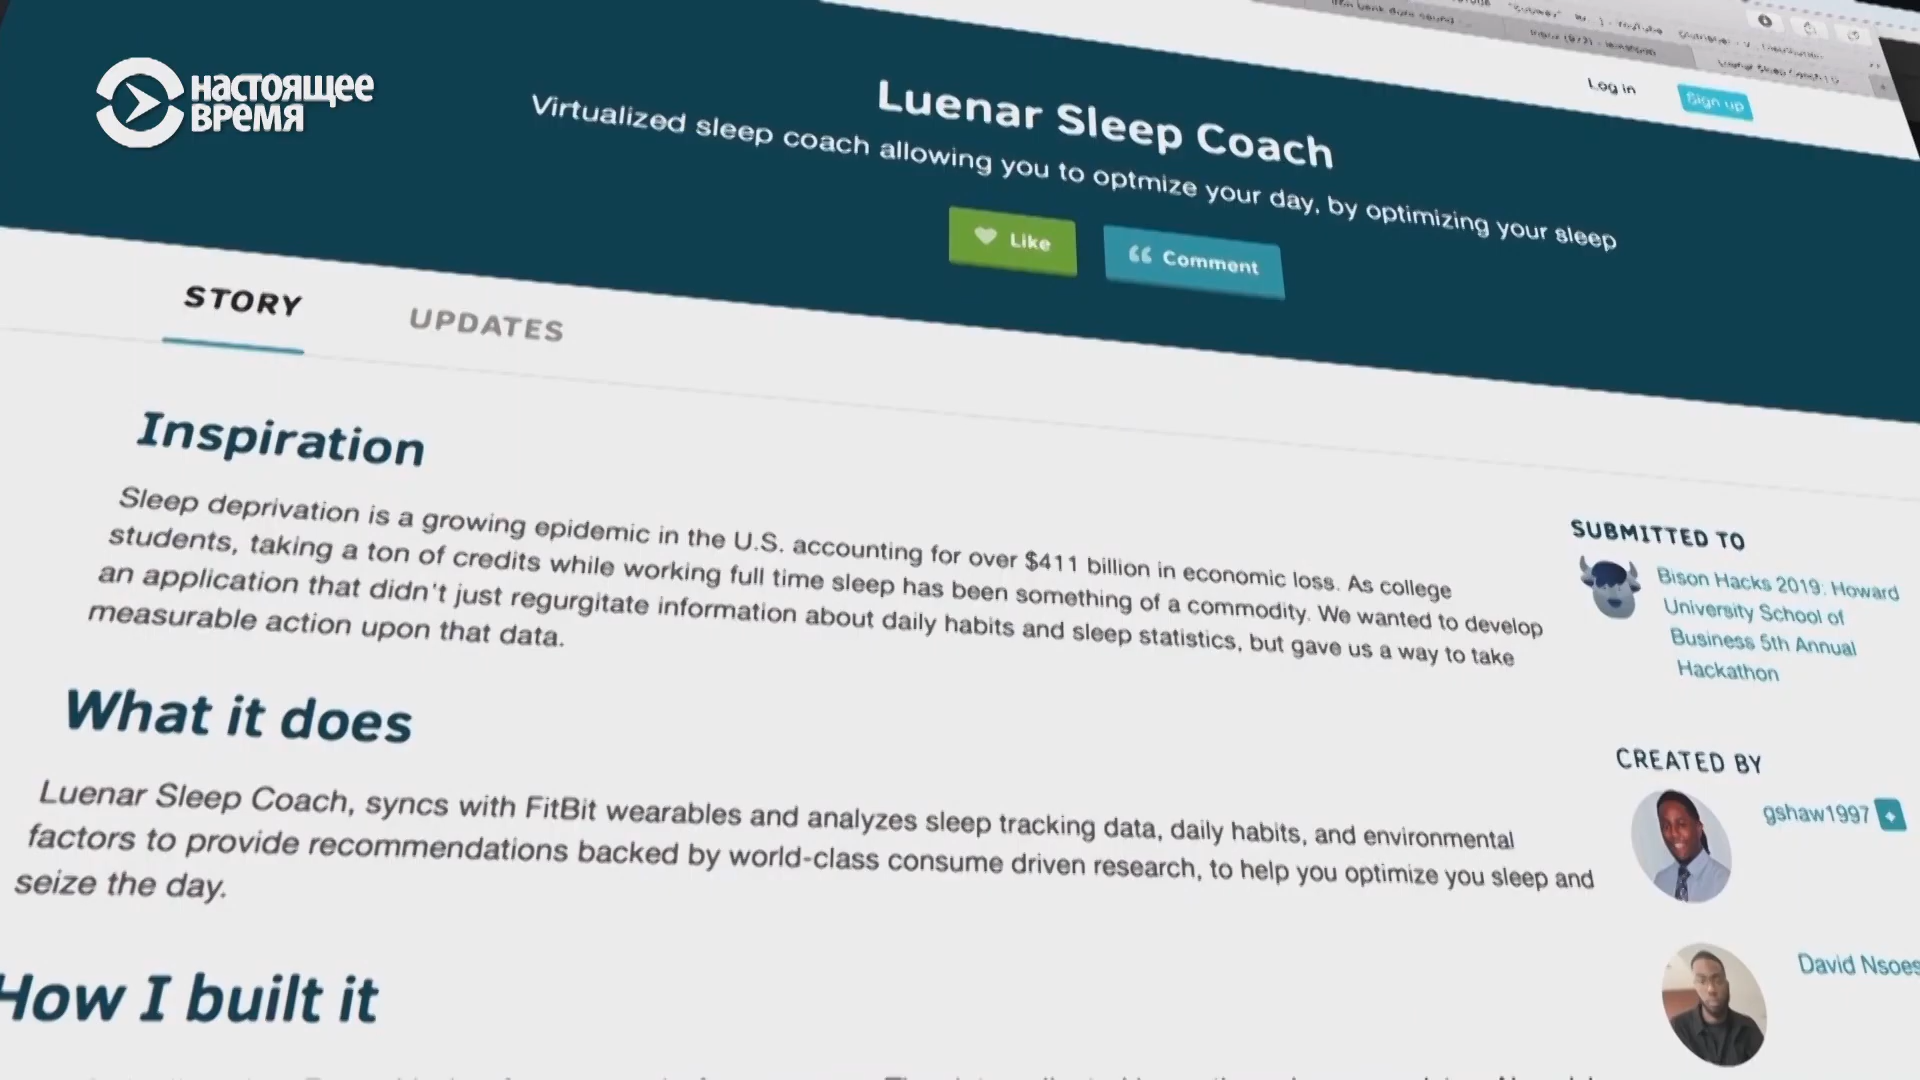 НАСТОЯЩЕЕ
ВРЕМЯ
Log in
Sign up
Luenar Sleep Coach
Virtualized sleep coach allowing you to optmize your day, by optimizing your sleep
Like
Comment
STORY
UPDATES
Inspiration
Sleep deprivation is a growing epidemic in the U.S. accounting for over $411 billion in economic loss. As college
students, taking a ton of credits while working full time sleep has been something of a commodity. We wanted to develop
an application that didn't just regurgitate information about daily habits and sleep statistics, but gave us a way to take
measurable action upon that data.
What it does
Luenar Sleep Coach, syncs with FitBit wearables and analyzes sleep tracking data, daily habits, and environmental
factors to provide recommendations backed by world-class consume driven research, to help you optimize you sleep and
seize the day.
How I built it
SUBMITTED TO
Bison Hacks 2019: Howard
University School of
Business 5th Annual
Hackathon
CREATED BY
gshaw1997
David Nsoes